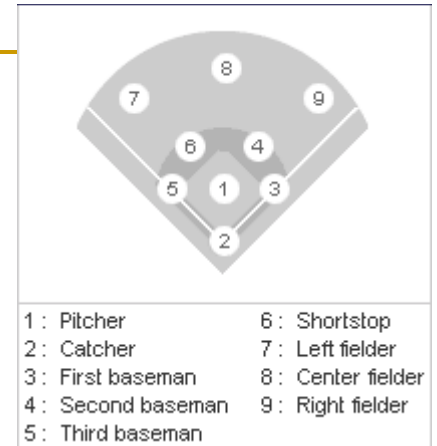 8
7
9
6
4
5
1
3
2
1 : Pitcher
2 : Catcher
3 : First baseman
4 : Second baseman
5 : Third baseman
6 : Shortstop
7 : Left fielder
8 : Center fielder
9 : Right fielder